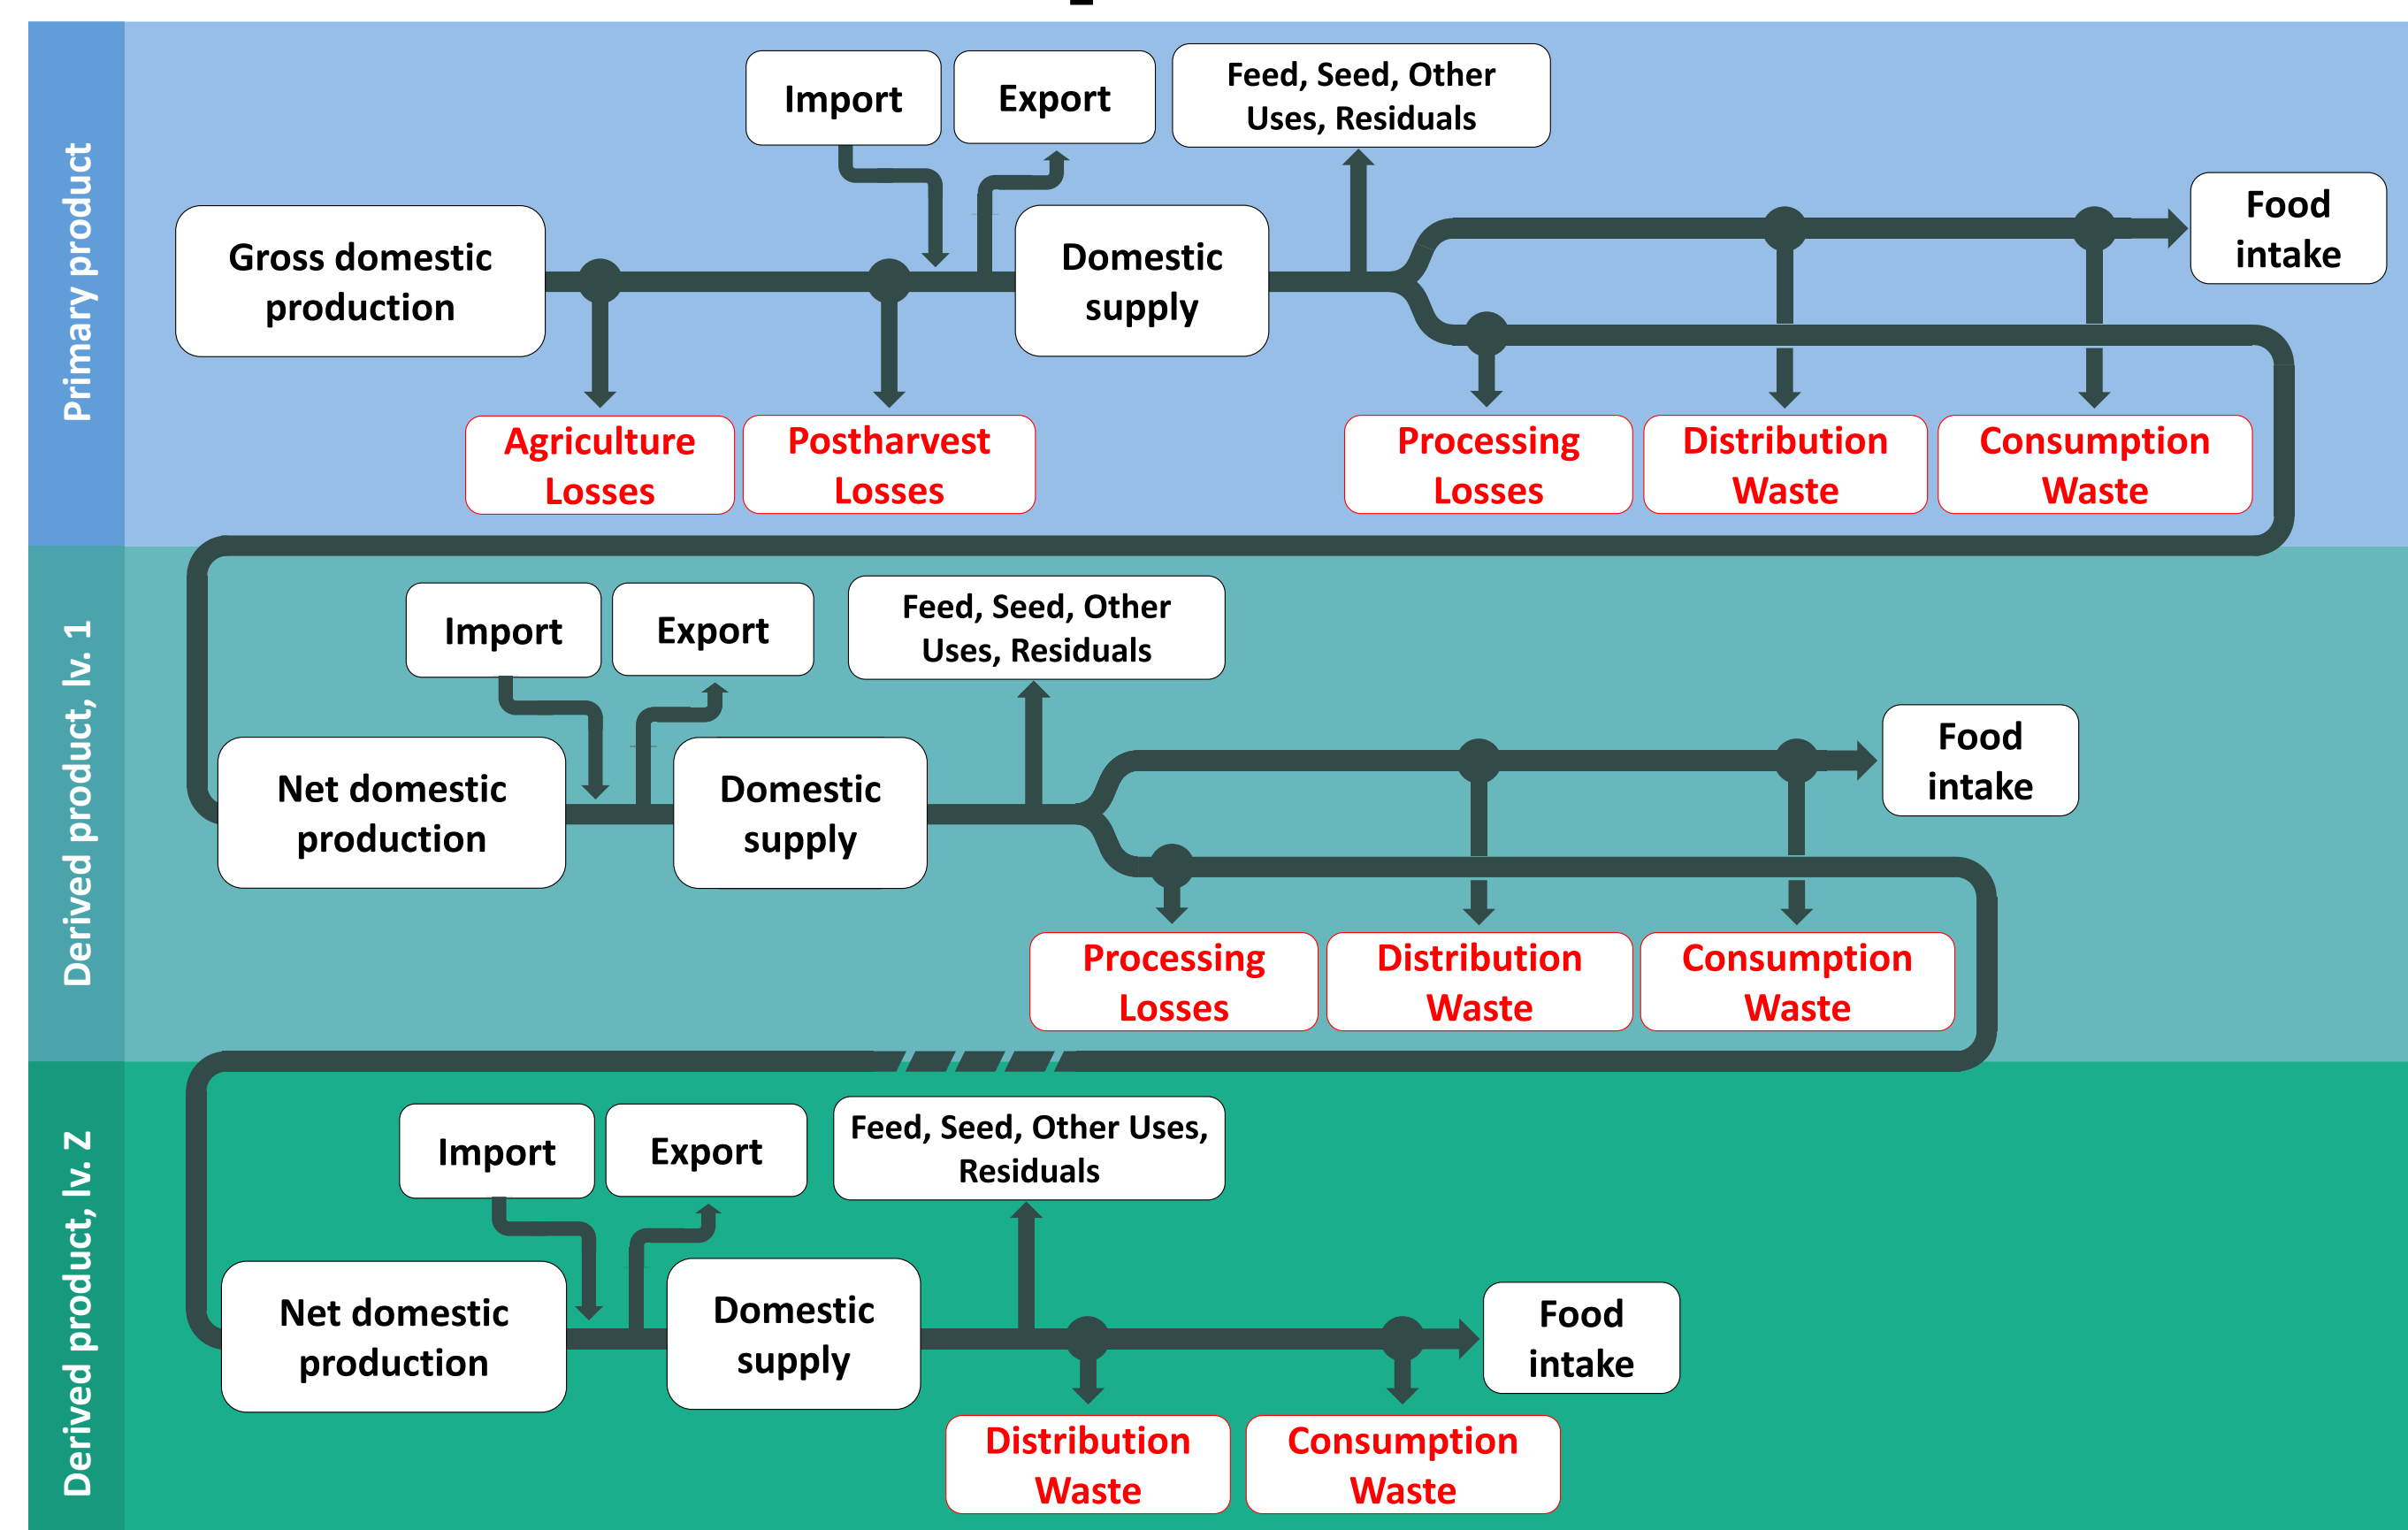 Primary product
Import
Export
Feed, Seed, Other
Uses, Residuals
Gross domestic
production
Domestic
supply
Food
intake
Agriculture
Losses
Postharvest
Losses
Processing
Losses
Distribution
Waste
Consumption
Waste
Derived product, lv. 1
Import
Export
Feed, Seed, Other
Uses, Residuals
Net domestic
production
Domestic
supply
Food
intake
Processing
Losses
Distribution
Waste
Consumption
Waste
Derived product, lv. Z
Import
Export
Feed, Seed, Other Uses,
Residuals
Net domestic
production
Domestic
supply
Food
intake
Distribution
Waste
Consumption
Waste